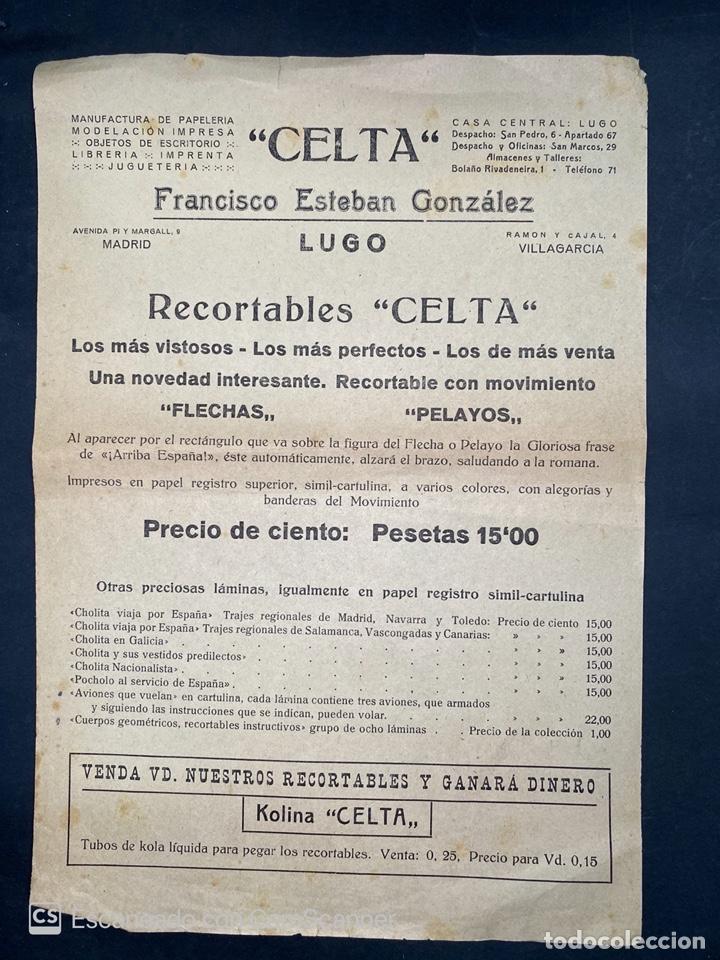 MANUFACTURA DE PAPELERIA
MODELACIÓN IMPRESA
·:· OBJETOS DE ESCRITORIO ·:·
LIBRERIA ·:· IMPRENTA
·:·:·:· JUGUETERIA ·:·:·:·
"CELTA"
CASA CENTRAL: LUGO
Despacho: San Pedro, 6 - Apartado 67
Despacho y Oficinas: San Marcos, 29
Almacenes y Talleres:
Bolaño Rivadeneira, 1 - Teléfono 71
Francisco Esteban González
AVENIDA PI Y MARGALL, 9
MADRID
LUGO
RAMON Y CAJAL, 4
VILLAGARCIA
Recortables "CELTA"
Los más vistosos - Los más perfectos - Los de más venta
Una novedad interesante. Recortable con movimiento
"FLECHAS„ "PELAYOS„
Al aparecer por el rectángulo que va sobre la figura del Flecha o Pelayo la Gloriosa frase
de «¡Arriba España!», éste automáticamente, alzará el brazo, saludando a la romana.
Impresos en papel registro superior, simil-cartulina, a varios colores, con alegorías y
banderas del Movimiento
Precio de ciento: Pesetas 15'00
Otras preciosas láminas, igualmente en papel registro simil-cartulina
«Cholita viaja por España» Trajes regionales de Madrid, Navarra y Toledo: Precio de ciento 15,00
«Cholita viaja por España» Trajes regionales de Salamanca, Vascongadas y Canarias: » » » 15,00
«Cholita en Galicia» . . . . . . . . . . . » » » 15,00
«Cholita y sus vestidos predilectos» . . . . . . . . . » » » 15,00
«Cholita Nacionalista» . . . . . . . . . . . » » » 15,00
«Pocholo al servicio de España» . . . . . . . . . . » » » 15,00
«Aviones que vuelan» en cartulina, cada lámina contiene tres aviones, que armados
y siguiendo las instrucciones que se indican, pueden volar. . . . . » » » 22,00
«Cuerpos geométricos, recortables instructivos» grupo de ocho láminas . . Precio de la colección 1,00
VENDA VD. NUESTROS RECORTABLES Y GANARÁ DINERO
Kolina "CELTA„
Tubos de kola líquida para pegar los recortables. Venta: 0, 25, Precio para Vd. 0,15
CS Escaneado con CamScanner
todocoleccion